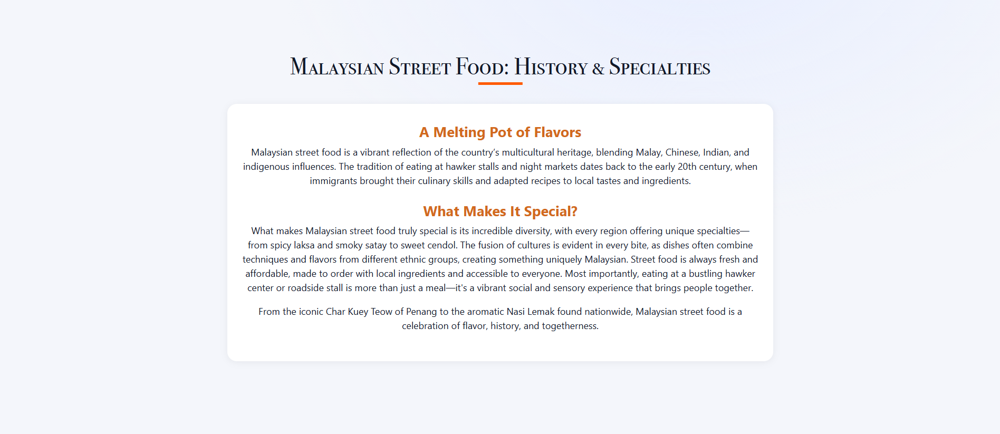 Malaysian Street Food: History & Specialties
A Melting Pot of Flavors
Malaysian street food is a vibrant reflection of the country’s multicultural heritage, blending Malay, Chinese, Indian, and
indigenous influences. The tradition of eating at hawker stalls and night markets dates back to the early 20th century, when
immigrants brought their culinary skills and adapted recipes to local tastes and ingredients.
What Makes It Special?
What makes Malaysian street food truly special is its incredible diversity, with every region offering unique specialties—
from spicy laksa and smoky satay to sweet cendol. The fusion of cultures is evident in every bite, as dishes often combine
techniques and flavors from different ethnic groups, creating something uniquely Malaysian. Street food is always fresh and
affordable, made to order with local ingredients and accessible to everyone. Most importantly, eating at a bustling hawker
center or roadside stall is more than just a meal—it's a vibrant social and sensory experience that brings people together.
From the iconic Char Kuey Teow of Penang to the aromatic Nasi Lemak found nationwide, Malaysian street food is a
celebration of flavor, history, and togetherness.